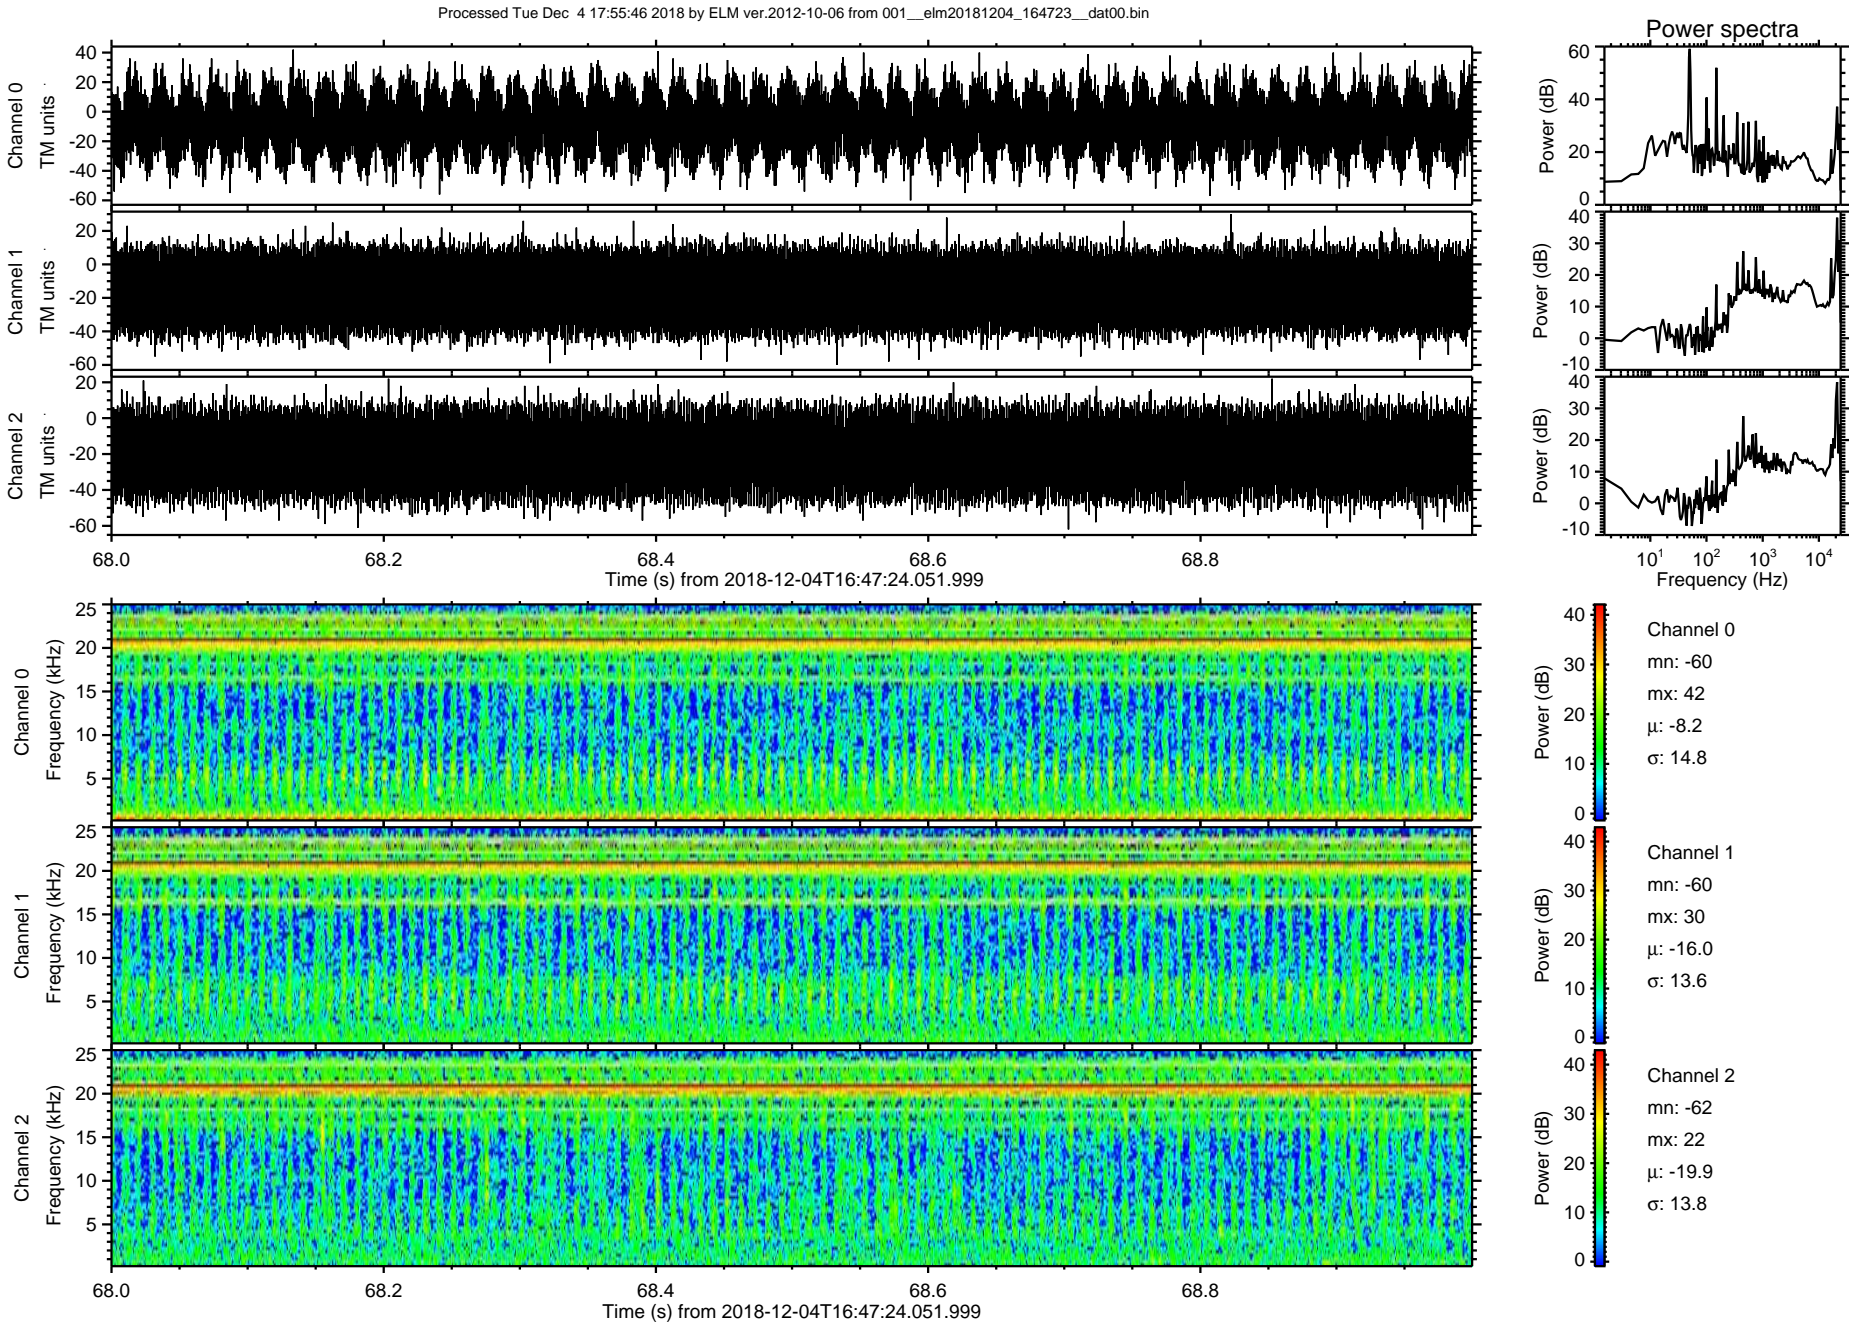 Processed Tue Dec  4 17:55:46 2018 by ELM ver.2012-10-06 from 001__elm20181204_164723__dat00.bin
Power spectra
Channel 0
TM units
40
20
0
-20
-40
-60
Power (dB)
60
40
20
0
Channel 1
TM units
20
0
-20
-40
-60
Power (dB)
40
30
20
10
0
-10
Channel 2
TM units
20
0
-20
-40
-60
Power (dB)
40
30
20
10
0
-10
68.0 68.2 68.4 68.6 68.8
Time (s) from 2018-12-04T16:47:24.051.999
10¹ 10² 10³ 10⁴
Frequency (Hz)
Channel 0
Frequency (kHz)
25
20
15
10
5
Power (dB)
40
30
20
10
0
Channel 0
mn: -60
mx: 42
μ: -8.2
σ: 14.8
Channel 1
Frequency (kHz)
25
20
15
10
5
Power (dB)
40
30
20
10
0
Channel 1
mn: -60
mx: 30
μ: -16.0
σ: 13.6
Channel 2
Frequency (kHz)
25
20
15
10
5
Power (dB)
40
30
20
10
0
Channel 2
mn: -62
mx: 22
μ: -19.9
σ: 13.8
68.0 68.2 68.4 68.6 68.8
Time (s) from 2018-12-04T16:47:24.051.999